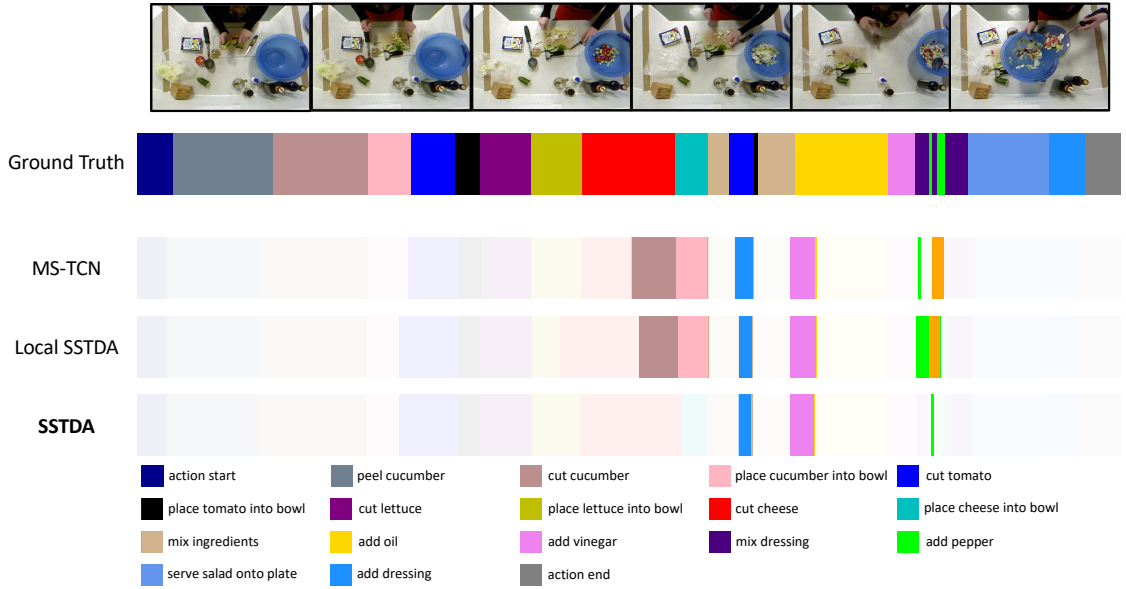 Ground Truth
MS-TCN
Local SSTDA
SSTDA
action start
peel cucumber
cut cucumber
place cucumber into bowl
cut tomato
place tomato into bowl
cut lettuce
place lettuce into bowl
cut cheese
place cheese into bowl
mix ingredients
add oil
add vinegar
mix dressing
add pepper
serve salad onto plate
add dressing
action end